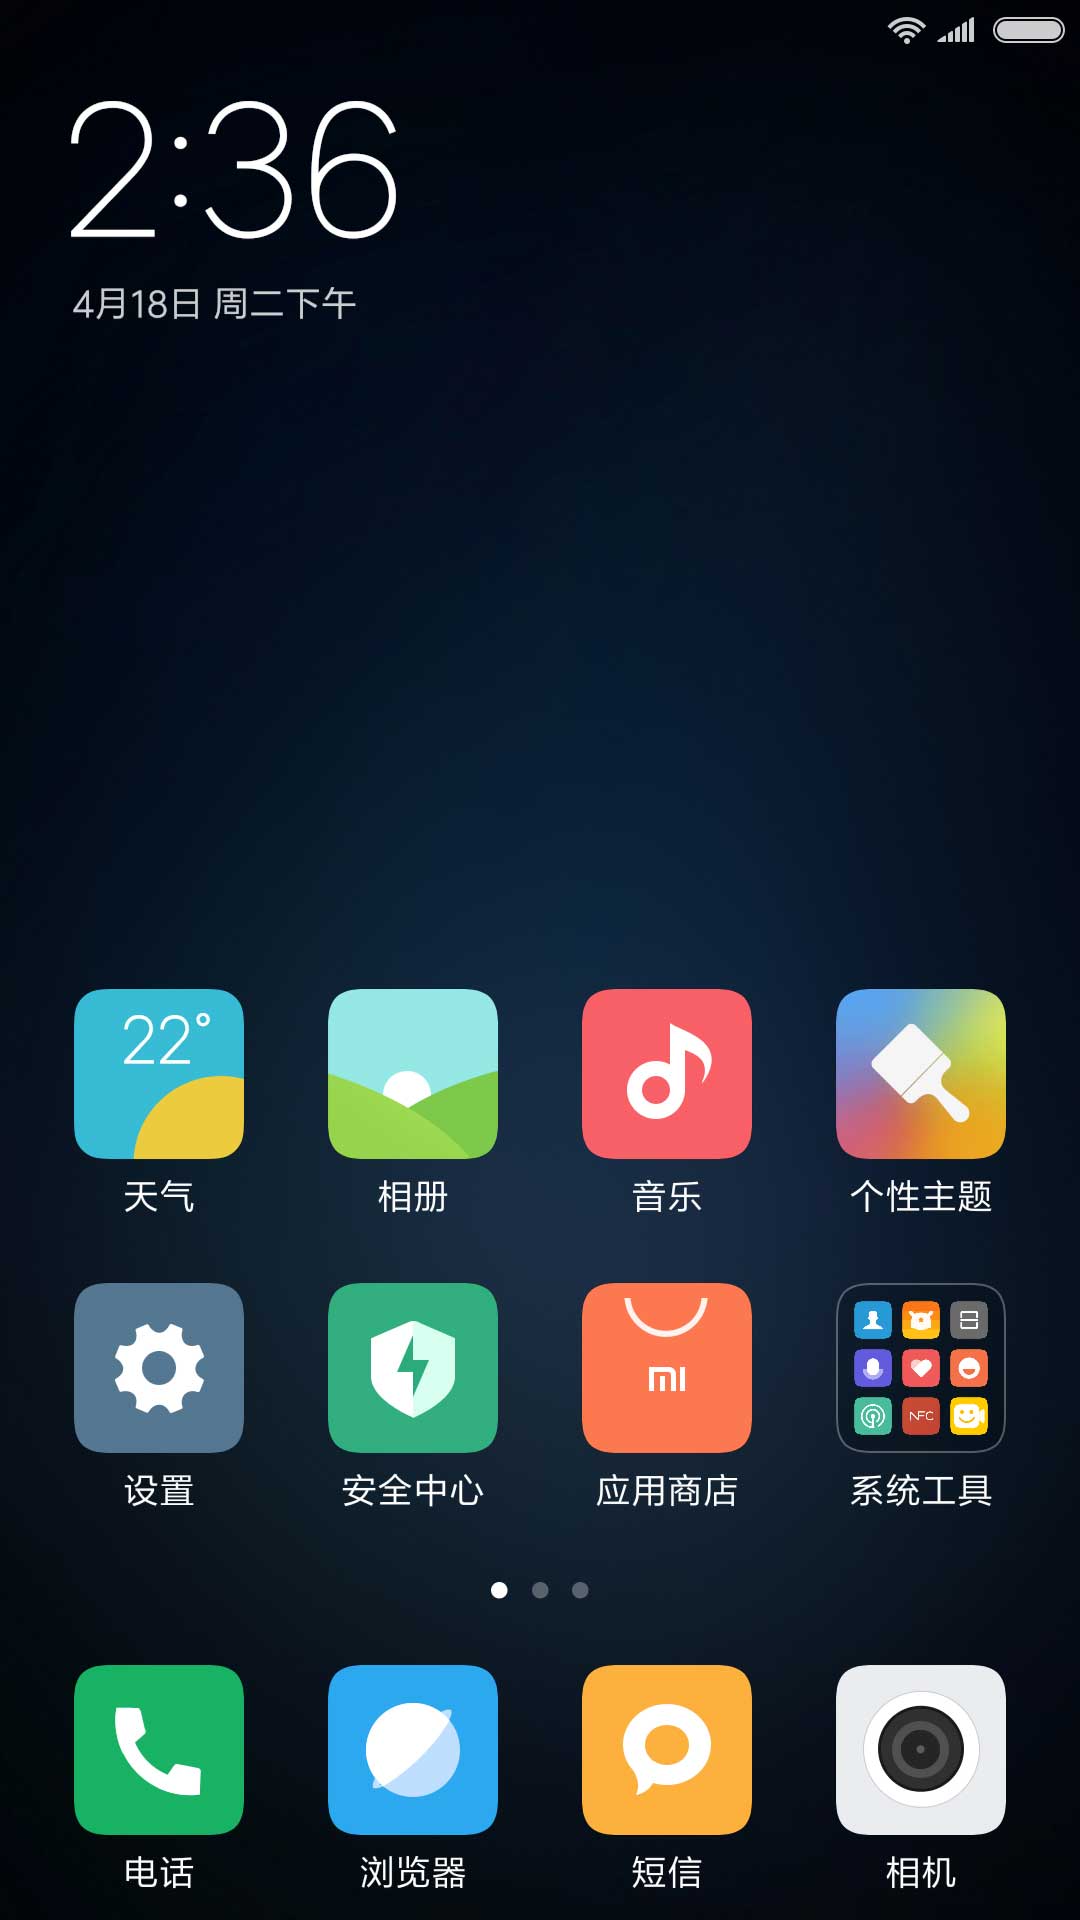 2:36
4月18日 周二下午
22°
天气
相册
音乐
个性主题
mi
NFC
设置
安全中心
应用商店
系统工具
电话
浏览器
短信
相机